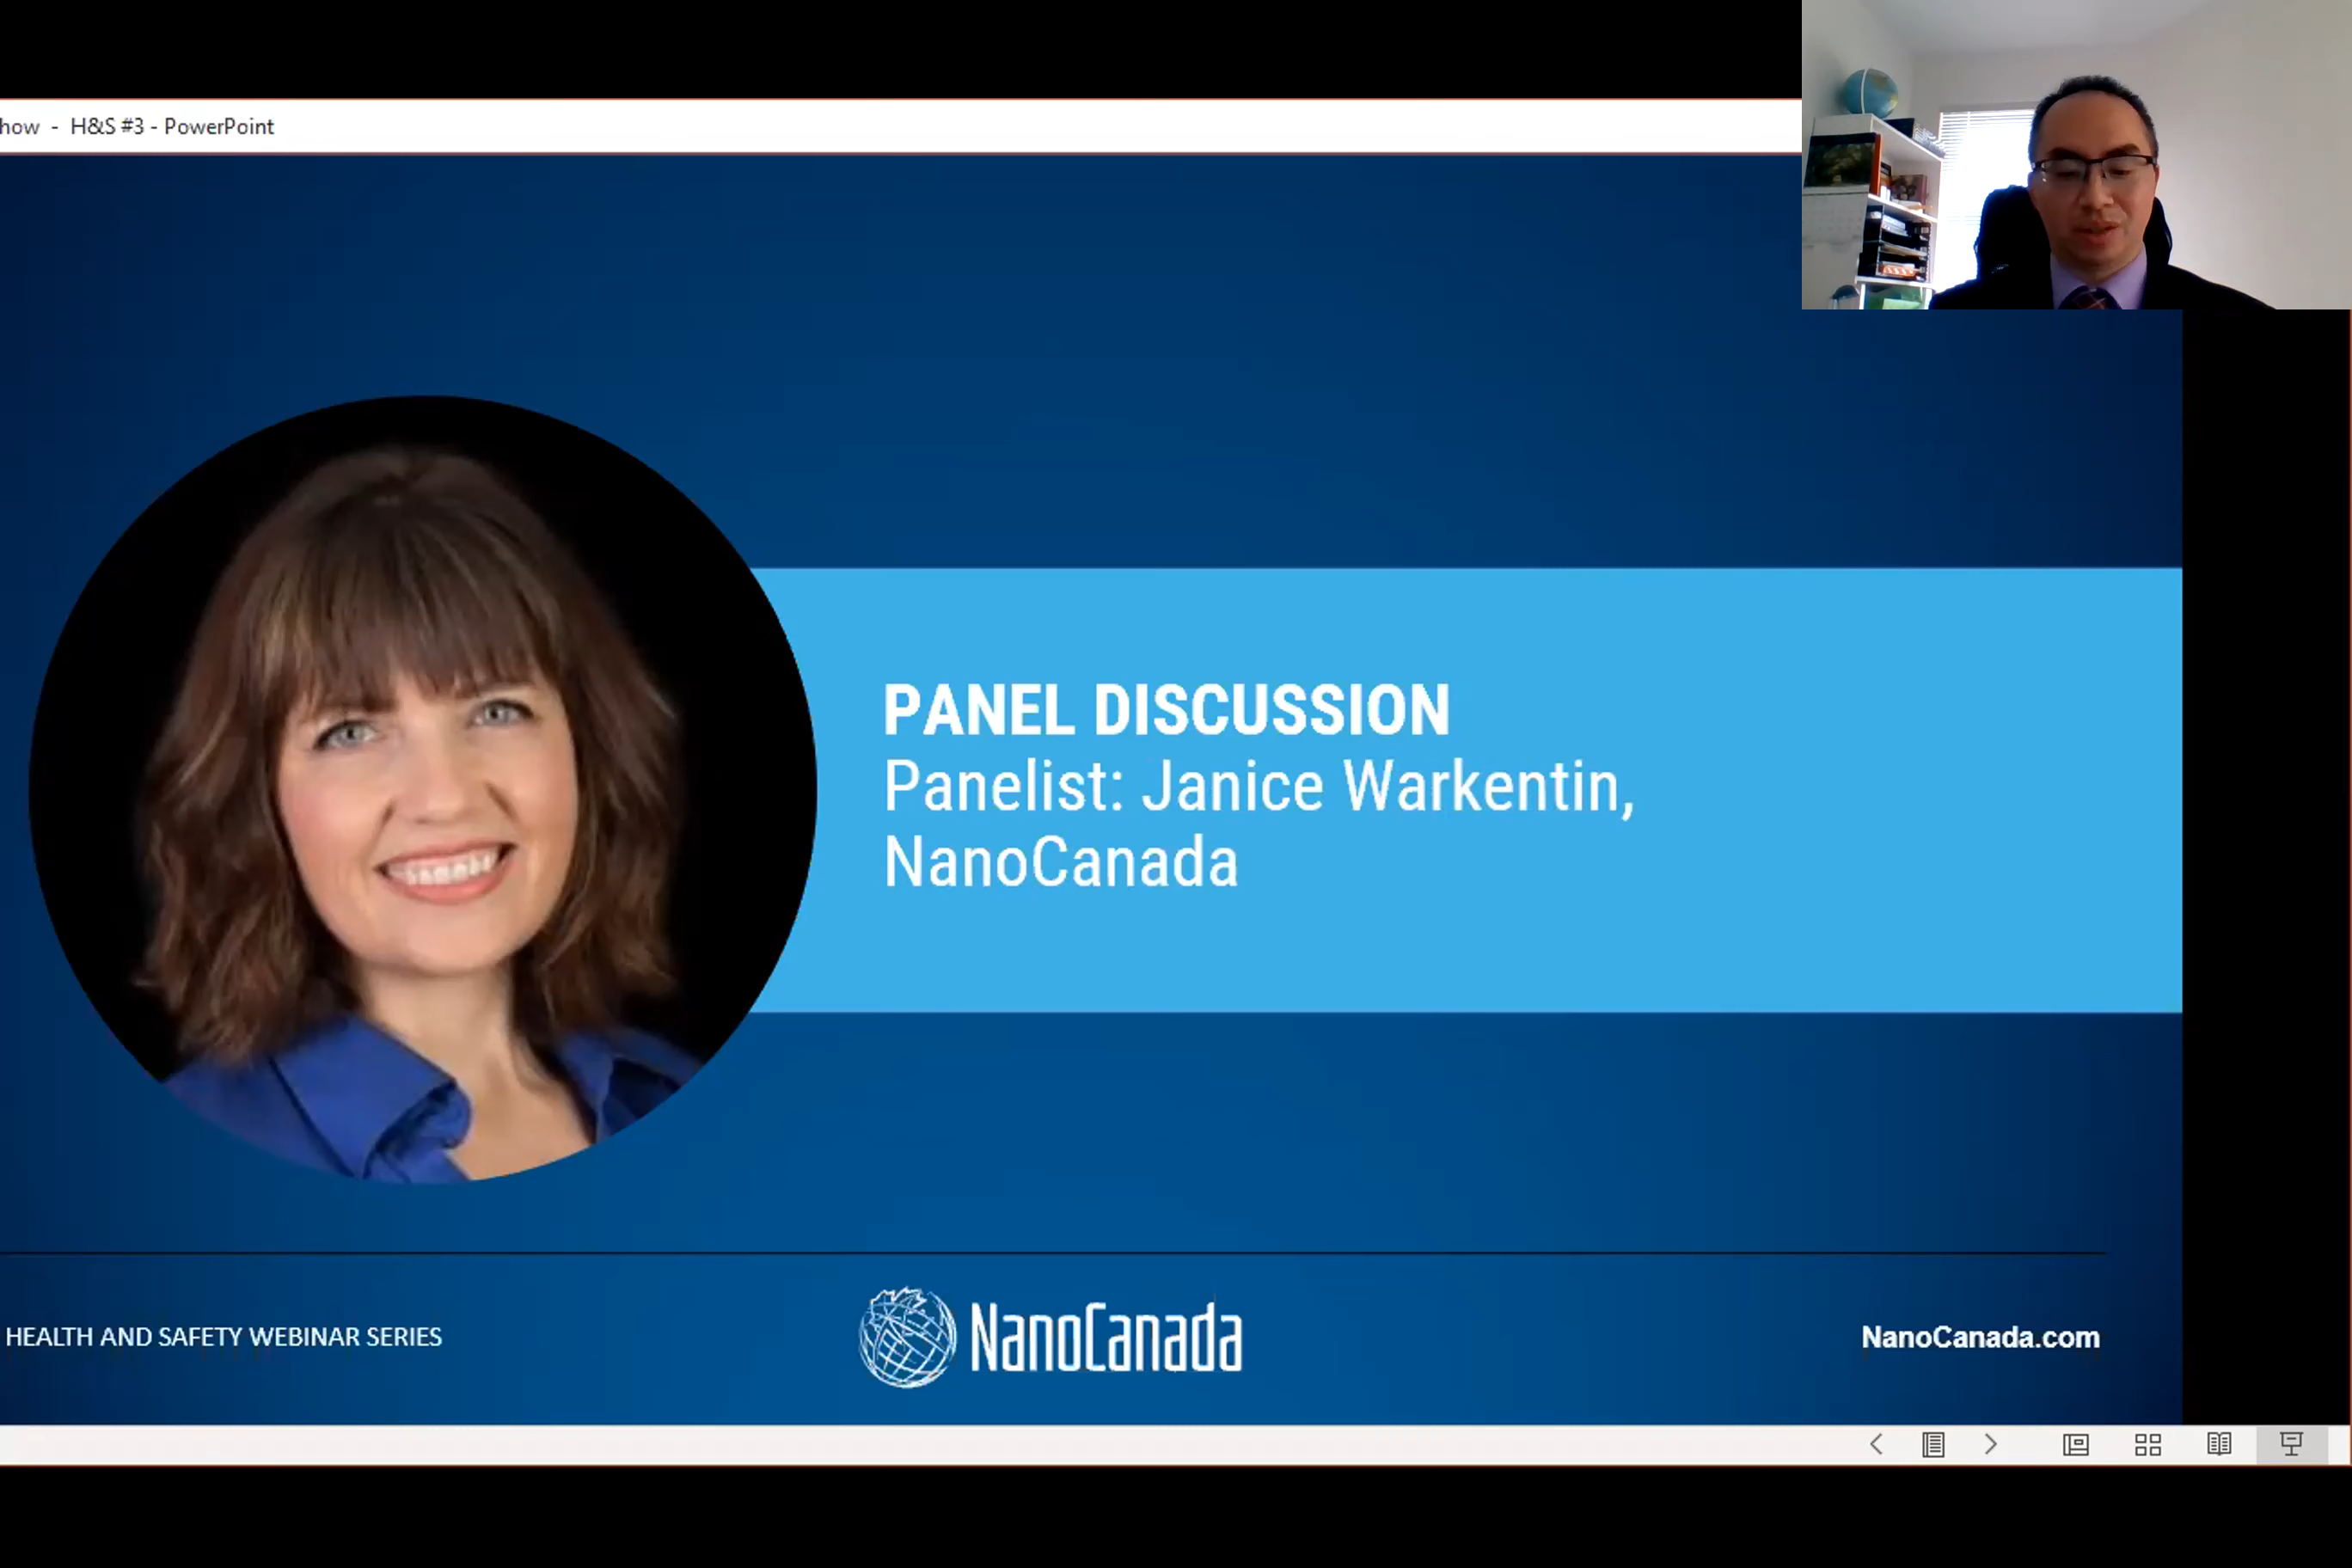 how - H&S #3 - PowerPoint
PANEL DISCUSSION
Panelist: Janice Warkentin,
NanoCanada
HEALTH AND SAFETY WEBINAR SERIES
NanoCanada
NanoCanada.com